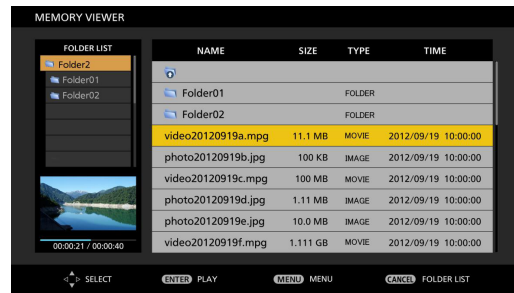 MEMORY VIEWER
FOLDER LIST
Folder2
Folder01
Folder02
00:00:21 / 00:00:40
NAME SIZE TYPE TIME
Folder01 FOLDER
Folder02 FOLDER
video20120919a.mpg 11.1 MB MOVIE 2012/09/19 10:00:00
photo20120919b.jpg 100 KB IMAGE 2012/09/19 10:00:00
video20120919c.mpg 100 MB MOVIE 2012/09/19 10:00:00
photo20120919d.jpg 1.11 MB IMAGE 2012/09/19 10:00:00
photo20120919e.jpg 10.0 MB IMAGE 2012/09/19 10:00:00
video20120919f.mpg 1.111 GB MOVIE 2012/09/19 10:00:00
SELECT ENTER PLAY MENU MENU CANCEL FOLDER LIST